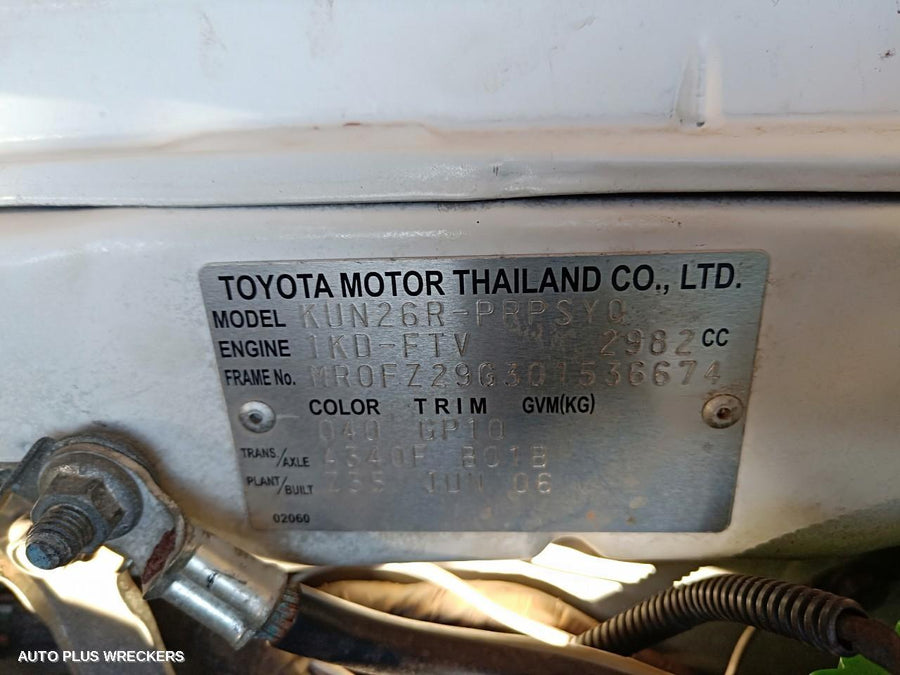 TOYOTA MOTOR THAILAND CO., LTD.
MODEL KUN26R-PRPSYQ
ENGINE 1KD-FTV 2982 CC
FRAME No. MR0FZ29G301536674
COLOR TRIM GVM(KG)
040 GP10
TRANS/AXLE A340F B01B
PLANT/BUILT Z35 JUN 06
02060
AUTO PLUS WRECKERS